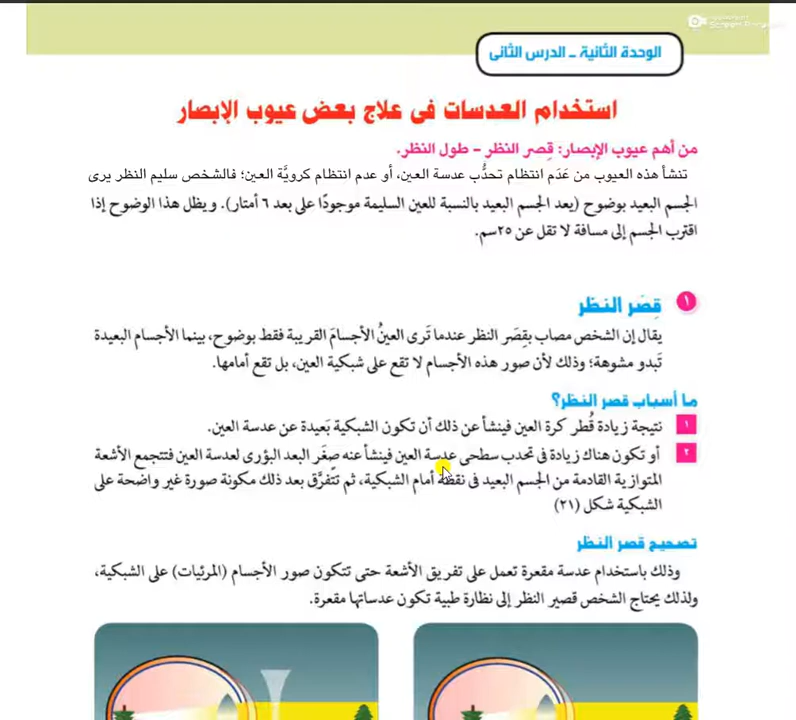 الوحدة الثانية ـ الدرس الثانى
استخدام العدسات فى علاج بعض عيوب الإبصار
من أهم عيوب الإبصار: قِصر النظر - طول النظر.
تنشأ هذه العيوب من عَدَم انتظام تحدُّب عدسة العين، أو عدم انتظام كرويَّة العين؛ فالشخص سليم النظر يرى
الجسم البعيد بوضوح (يعد الجسم البعيد بالنسبة للعين السليمة موجودًا على بعد ٦ أمتار). ويظل هذا الوضوح إذا
اقترب الجسم إلى مسافة لا تقل عن ٢٥سم.
١ قِصَر النظَر
يقال إن الشخص مصاب بقِصَر النظر عندما تَرى العينُ الأجسامَ القريبة فقط بوضوح، بينما الأجسام البعيدة
تَبدو مشوهة؛ وذلك لأن صور هذه الأجسام لا تقع على شبكية العين، بل تقع أمامها.
ما أسباب قصر النظر؟
١ نتيجة زيادة قُطر كرة العين فينشأ عن ذلك أن تكون الشبكية بَعيدة عن عدسة العين.
٢ أو تكون هناك زيادة فى تحدب سطحى عدسة العين فينشأ عنه صِغَر البعد البؤرى لعدسة العين فتتجمع الأشعة
المتوازية القادمة من الجسم البعيد فى نقطة أمام الشبكية، ثم تتفرَّق بعد ذلك مكونة صورة غير واضحة على
الشبكية شكل (٢١)
تصحيح قصر النظر
وذلك باستخدام عدسة مقعرة تعمل على تفريق الأشعة حتى تتكون صور الأجسام (المرئيات) على الشبكية،
ولذلك يحتاج الشخص قصير النظر إلى نظارة طبية تكون عدساتها مقعرة.